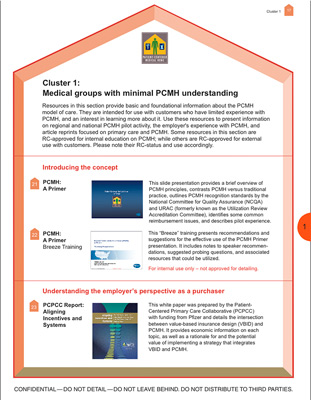 Cluster 1:
PATIENT-CENTERED
MEDICAL HOME
Cluster 1:
Medical groups with minimal PCMH understanding
Resources in this section provide basic and foundational information about the PCMH
model of care. They are intended for use with customers who have limited experience with
PCMH, and an interest in learning more about it. Use these resources to present information
on regional and national PCMH pilot activity, the employer's experience with PCMH, and
article reprints focused on primary care and PCMH. Some resources in this section are
RC-approved for internal education on PCMH; while others are RC-approved for external
use with customers. Please note their RC-status and use accordingly.
Introducing the concept
21
PCMH:
A Primer
This slide presentation provides a brief overview of
PCMH principles, contrasts PCMH versus traditional
practice, outlines PCMH recognition standards by the
National Committee for Quality Assurance (NCQA)
and URAC (formerly known as the Utilization Review
Accreditation Committee), identifies some common
reimbursement issues, and describes pilot experience.
22
PCMH:
A Primer
Breeze Training
This "Breeze" training presents recommendations and
suggestions for the effective use of the PCMH Primer
presentation. It includes notes to speaker recommen-
dations, suggested probing questions, and associated
resources that could be utilized.
For internal use only – not approved for detailing.
1
Understanding the employer's perspective as a purchaser
PCPCC Report:
Aligning
Incentives and
Systems
This white paper was prepared by the Patient-
Centered Primary Care Collaborative (PCPCC)
with funding from Pfizer and details the intersection
between value-based insurance design (VBID) and
PCMH. It provides economic information on each
topic, as well as a rationale for and the potential
value of implementing a strategy that integrates
VBID and PCMH.
CONFIDENTIAL—DO NOT DETAIL—DO NOT LEAVE BEHIND. DO NOT DISTRIBUTE TO THIRD PARTIES.